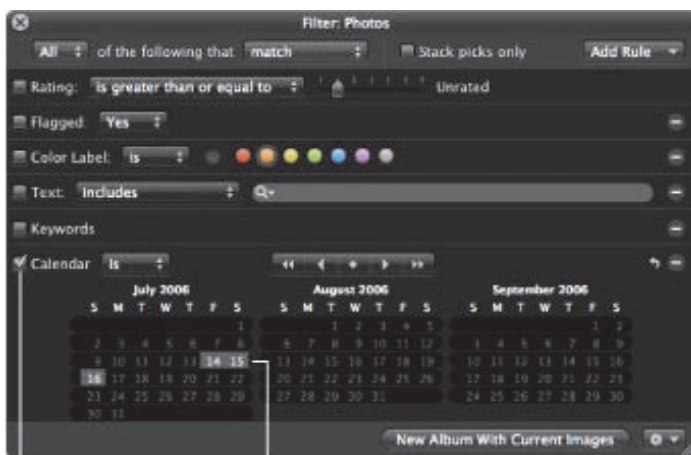 Filter: Photos
All of the following that match Stack picks only Add Rule
Rating: is greater than or equal to Unrated
Flagged: Yes
Color Label: is
Text: Includes
Keywords
Calendar is
July 2006 August 2006 September 2006
S M T W T F S S M T W T F S S M T W T F S
1 1 2 3 4 5 1 2
2 3 4 5 6 7 8 6 7 8 9 10 11 12 3 4 5 6 7 8 9
9 10 11 12 13 14 15 13 14 15 16 17 18 19 10 11 12 13 14 15 16
16 17 18 19 20 21 22 20 21 22 23 24 25 26 17 18 19 20 21 22 23
23 24 25 26 27 28 29 27 28 29 30 31 24 25 26 27 28 29 30
30 31
New Album With Current Images